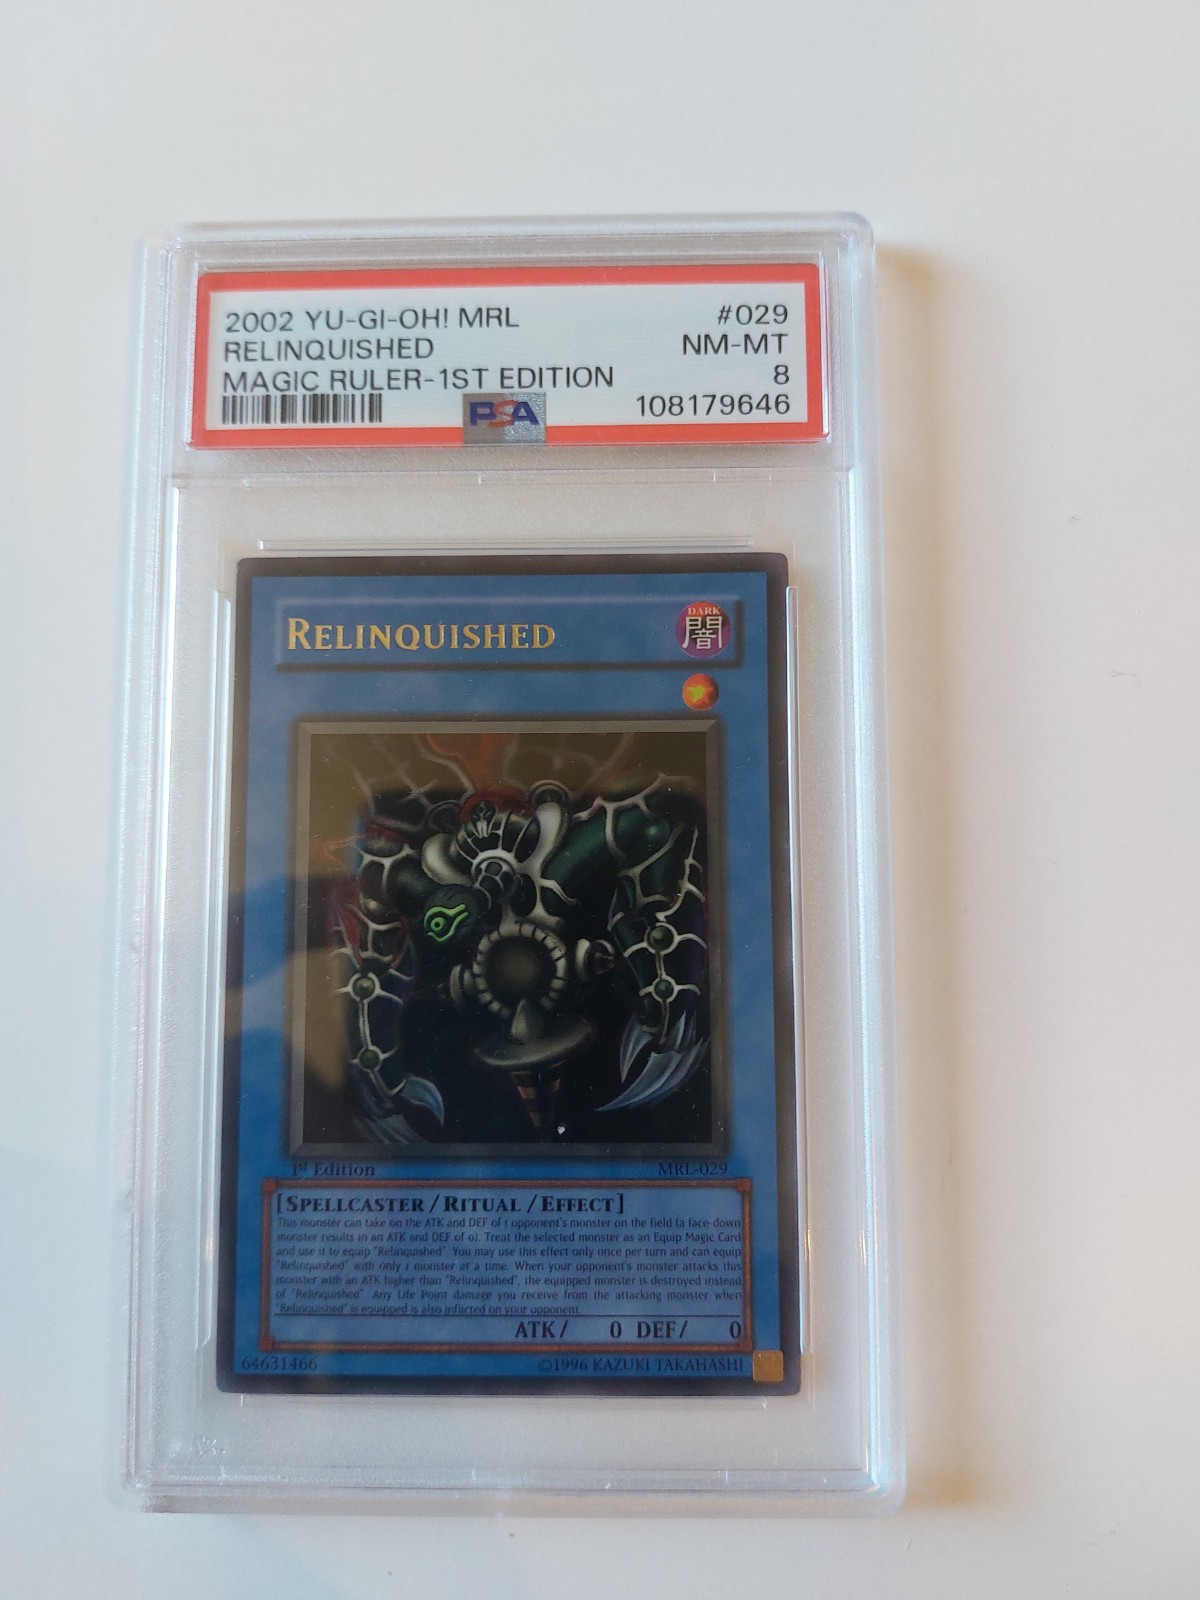 2002 YU-GI-OH! MRL #029
RELINQUISHED NM-MT
MAGIC RULER-1ST EDITION 8
PSA 108179646
RELINQUISHED
DARK
闇
1st Edition MRL-029
[SPELLCASTER / RITUAL / EFFECT]
This monster can take on the ATK and DEF of 1 opponent's monster on the field (a face-down
monster results in an ATK and DEF of 0). Treat the selected monster as an Equip Magic Card
and use it to equip "Relinquished". You may use this effect only once per turn and can equip
"Relinquished" with only 1 monster at a time. When your opponent's monster attacks this
monster with an ATK higher than "Relinquished", the equipped monster is destroyed instead
of "Relinquished". Any Life Point damage you receive from the attacking monster when
"Relinquished" is equipped is also inflicted on your opponent.
ATK/ 0 DEF/ 0
64631466 ©1996 KAZUKI TAKAHASHI